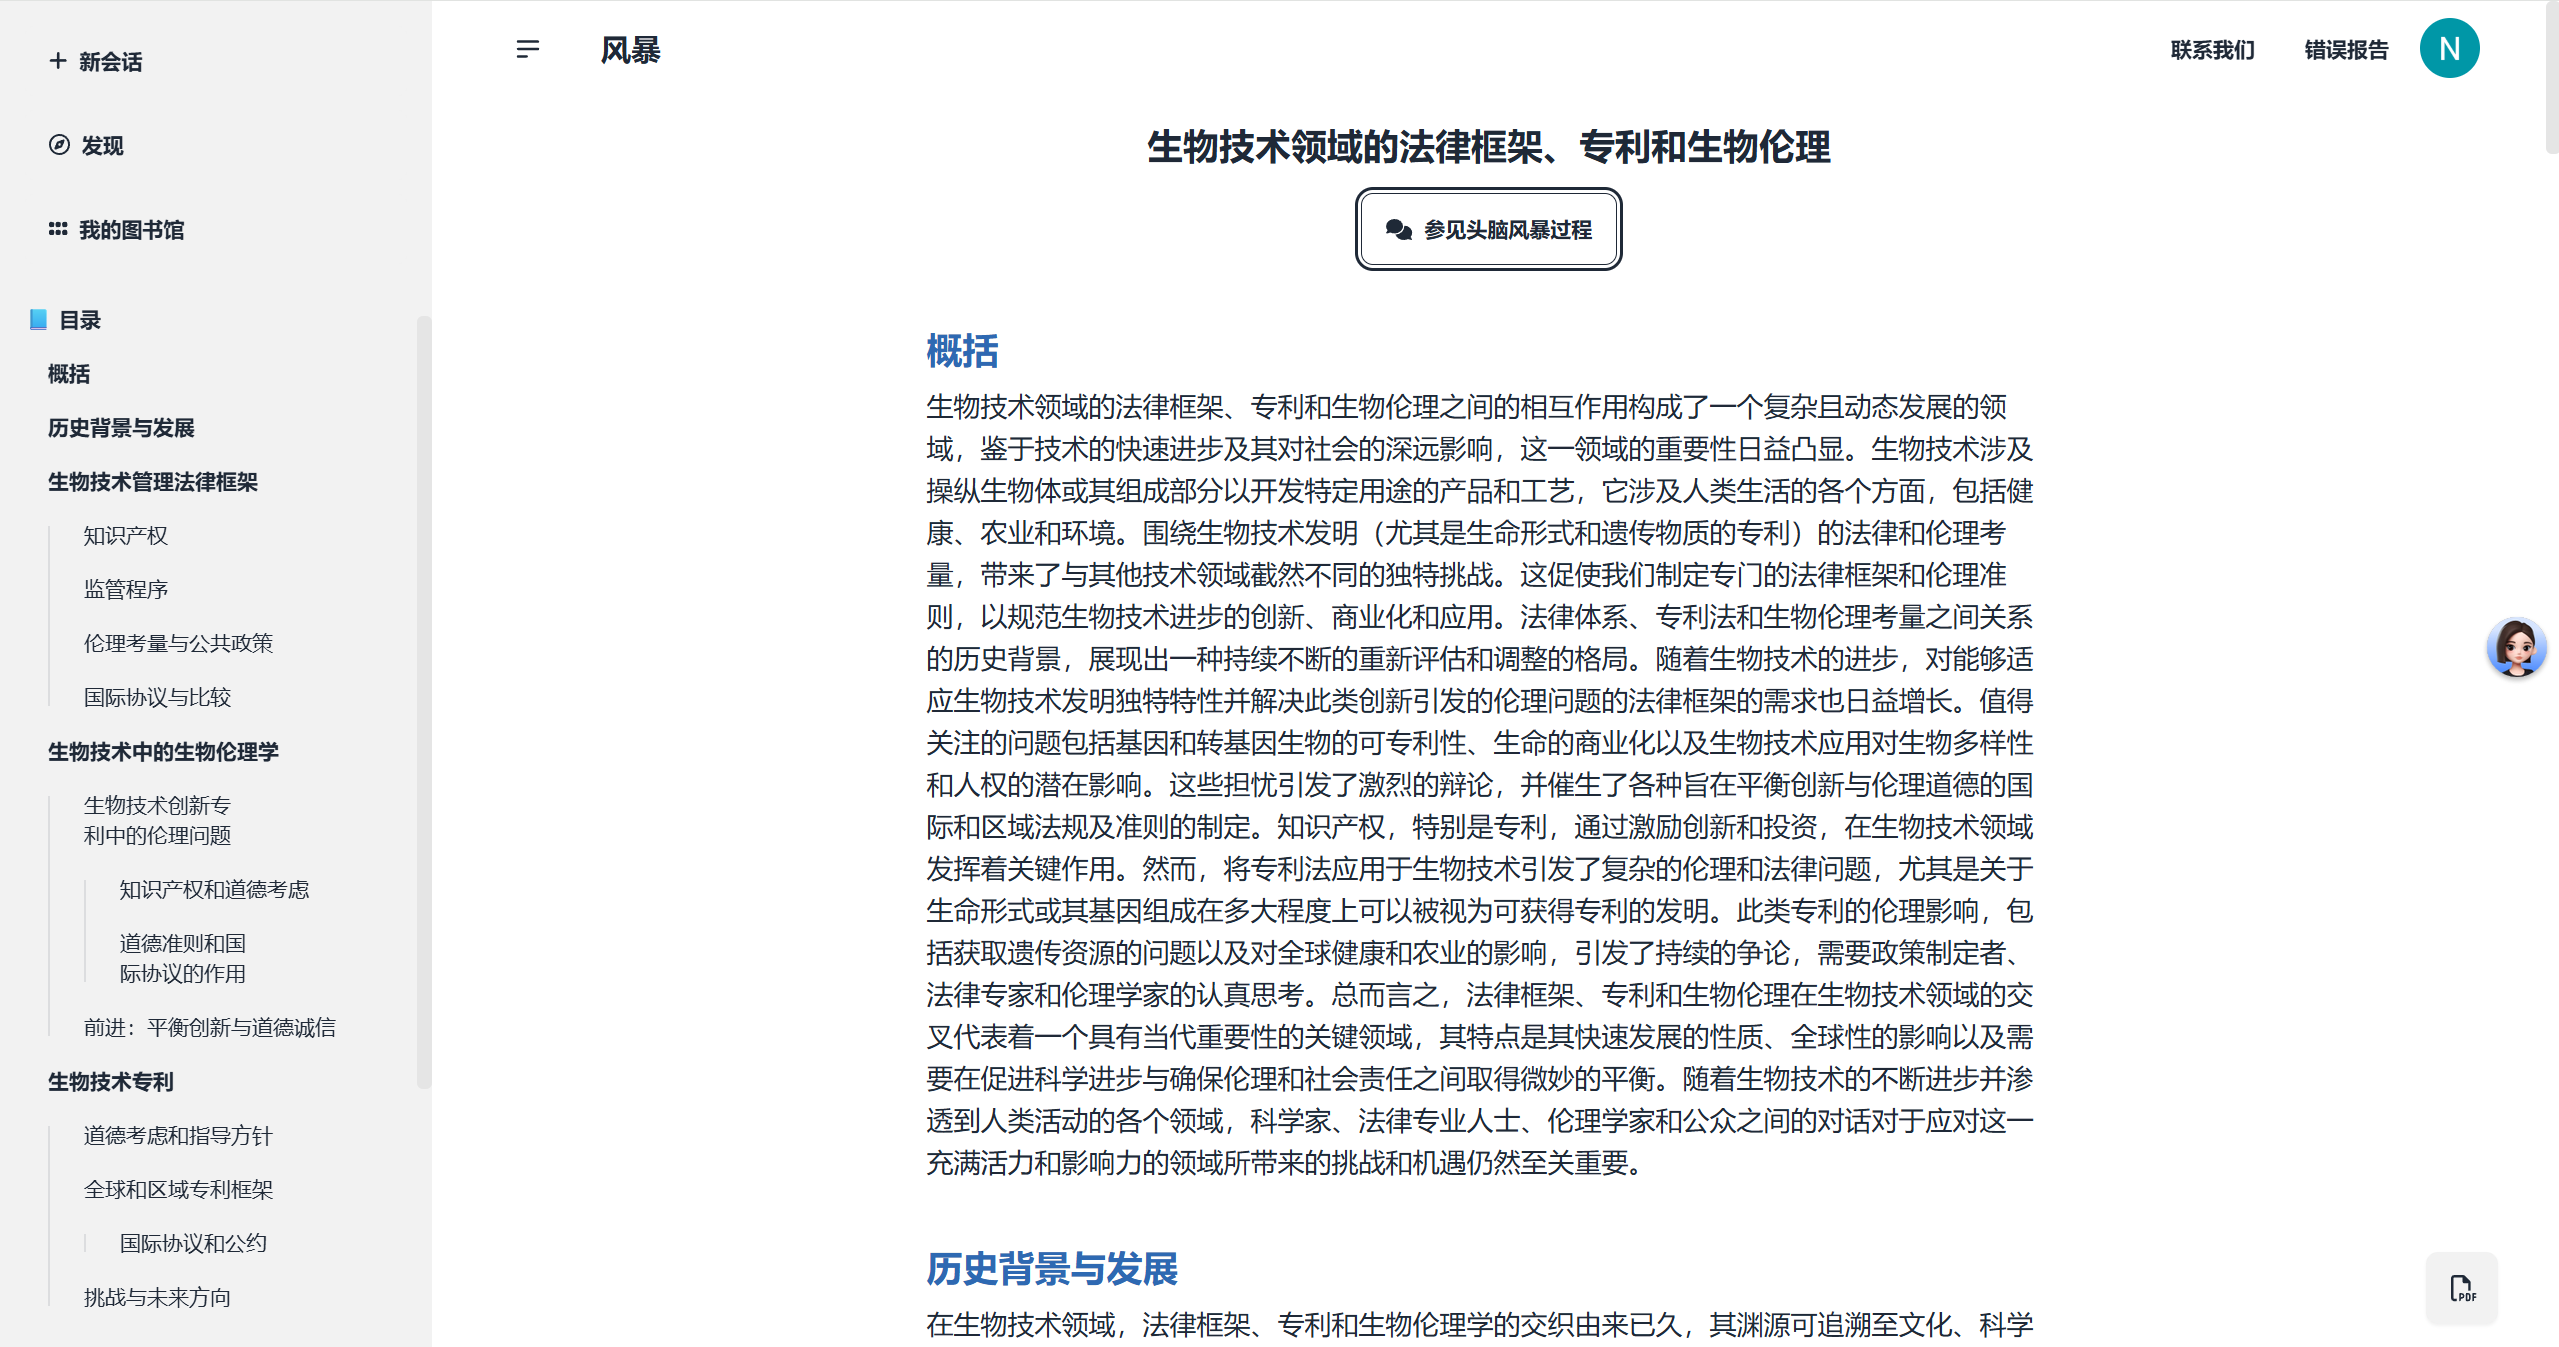 新会话
发现
我的图书馆
目录
概括
历史背景与发展
生物技术管理法律框架
知识产权
监管程序
伦理考量与公共政策
国际协议与比较
生物技术中的生物伦理学
生物技术创新专
利中的伦理问题
知识产权和道德考虑
道德准则和国
际协议的作用
前进：平衡创新与道德诚信
生物技术专利
道德考虑和指导方针
全球和区域专利框架
国际协议和公约
挑战与未来方向
风暴
联系我们
错误报告
N
生物技术领域的法律框架、专利和生物伦理
参见头脑风暴过程
概括
生物技术领域的法律框架、专利和生物伦理之间的相互作用构成了一个复杂且动态发展的领
域，鉴于技术的快速进步及其对社会的深远影响，这一领域的重要性日益凸显。生物技术涉及
操纵生物体或其组成部分以开发特定用途的产品和工艺，它涉及人类生活的各个方面，包括健
康、农业和环境。围绕生物技术发明（尤其是生命形式和遗传物质的专利）的法律和伦理考
量，带来了与其他技术领域截然不同的独特挑战。这促使我们制定专门的法律框架和伦理准
则，以规范生物技术进步的创新、商业化和应用。法律体系、专利法和生物伦理考量之间关系
的历史背景，展现出一种持续不断的重新评估和调整的格局。随着生物技术的进步，对能够适
应生物技术发明独特特性并解决此类创新引发的伦理问题的法律框架的需求也日益增长。值得
关注的问题包括基因和转基因生物的可专利性、生命的商业化以及生物技术应用对生物多样性
和人权的潜在影响。这些担忧引发了激烈的辩论，并催生了各种旨在平衡创新与伦理道德的国
际和区域法规及准则的制定。知识产权，特别是专利，通过激励创新和投资，在生物技术领域
发挥着关键作用。然而，将专利法应用于生物技术引发了复杂的伦理和法律问题，尤其是关于
生命形式或其基因组成在多大程度上可以被视为可获得专利的发明。此类专利的伦理影响，包
括获取遗传资源的问题以及对全球健康和农业的影响，引发了持续的争论，需要政策制定者、
法律专家和伦理学家的认真思考。总而言之，法律框架、专利和生物伦理在生物技术领域的交
叉代表着一个具有当代重要性的关键领域，其特点是其快速发展的性质、全球性的影响以及需
要在促进科学进步与确保伦理和社会责任之间取得微妙的平衡。随着生物技术的不断进步并渗
透到人类活动的各个领域，科学家、法律专业人士、伦理学家和公众之间的对话对于应对这一
充满活力和影响力的领域所带来的挑战和机遇仍然至关重要。
历史背景与发展
在生物技术领域，法律框架、专利和生物伦理学的交织由来已久，其渊源可追溯至文化、科学
PDF